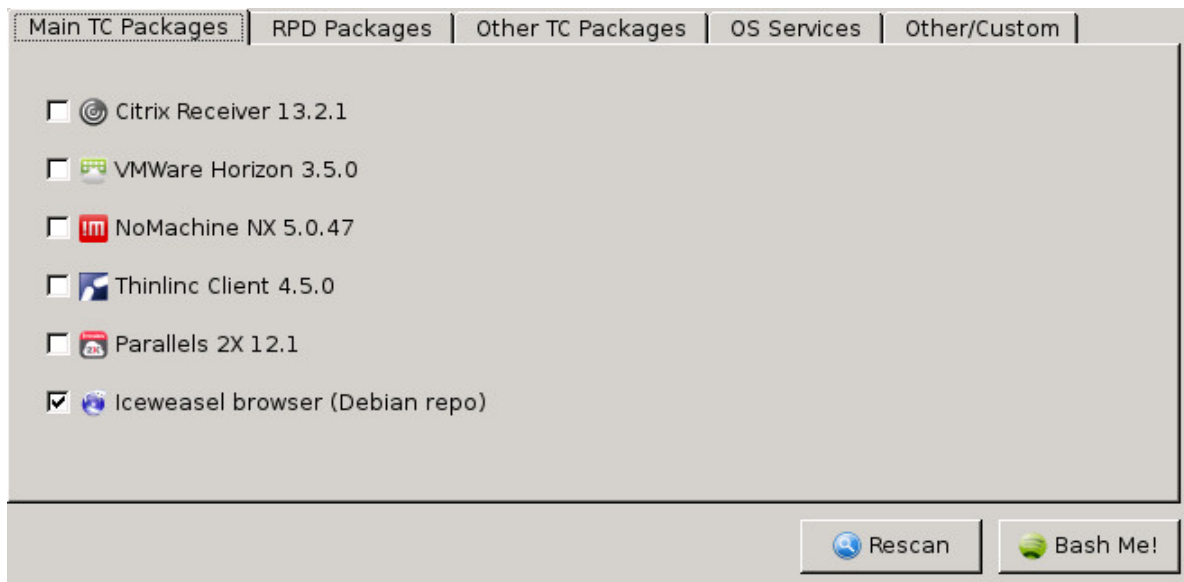 Main TC Packages RPD Packages Other TC Packages OS Services Other/Custom
Citrix Receiver 13.2.1
VMWare Horizon 3.5.0
!m NoMachine NX 5.0.47
Thinlinc Client 4.5.0
2X Parallels 2X 12.1
Iceweasel browser (Debian repo)
Rescan Bash Me!